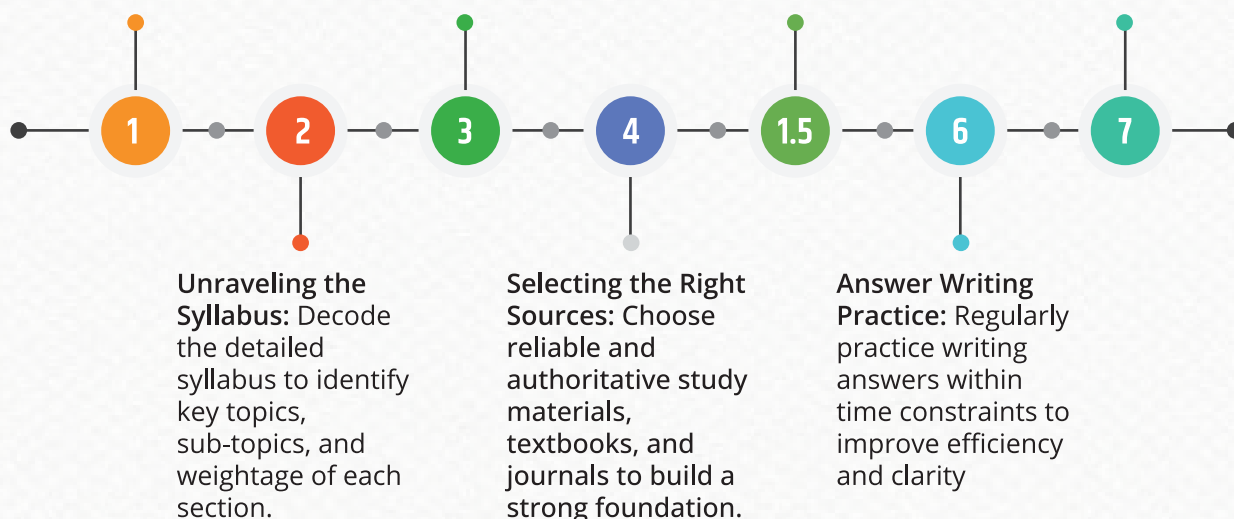 1
2
3
4
1.5
6
7
Unraveling the
Syllabus: Decode
the detailed
syllabus to identify
key topics,
sub-topics, and
weightage of each
section.
Selecting the Right
Sources: Choose
reliable and
authoritative study
materials,
textbooks, and
journals to build a
strong foundation.
Answer Writing
Practice: Regularly
practice writing
answers within
time constraints to
improve efficiency
and clarity